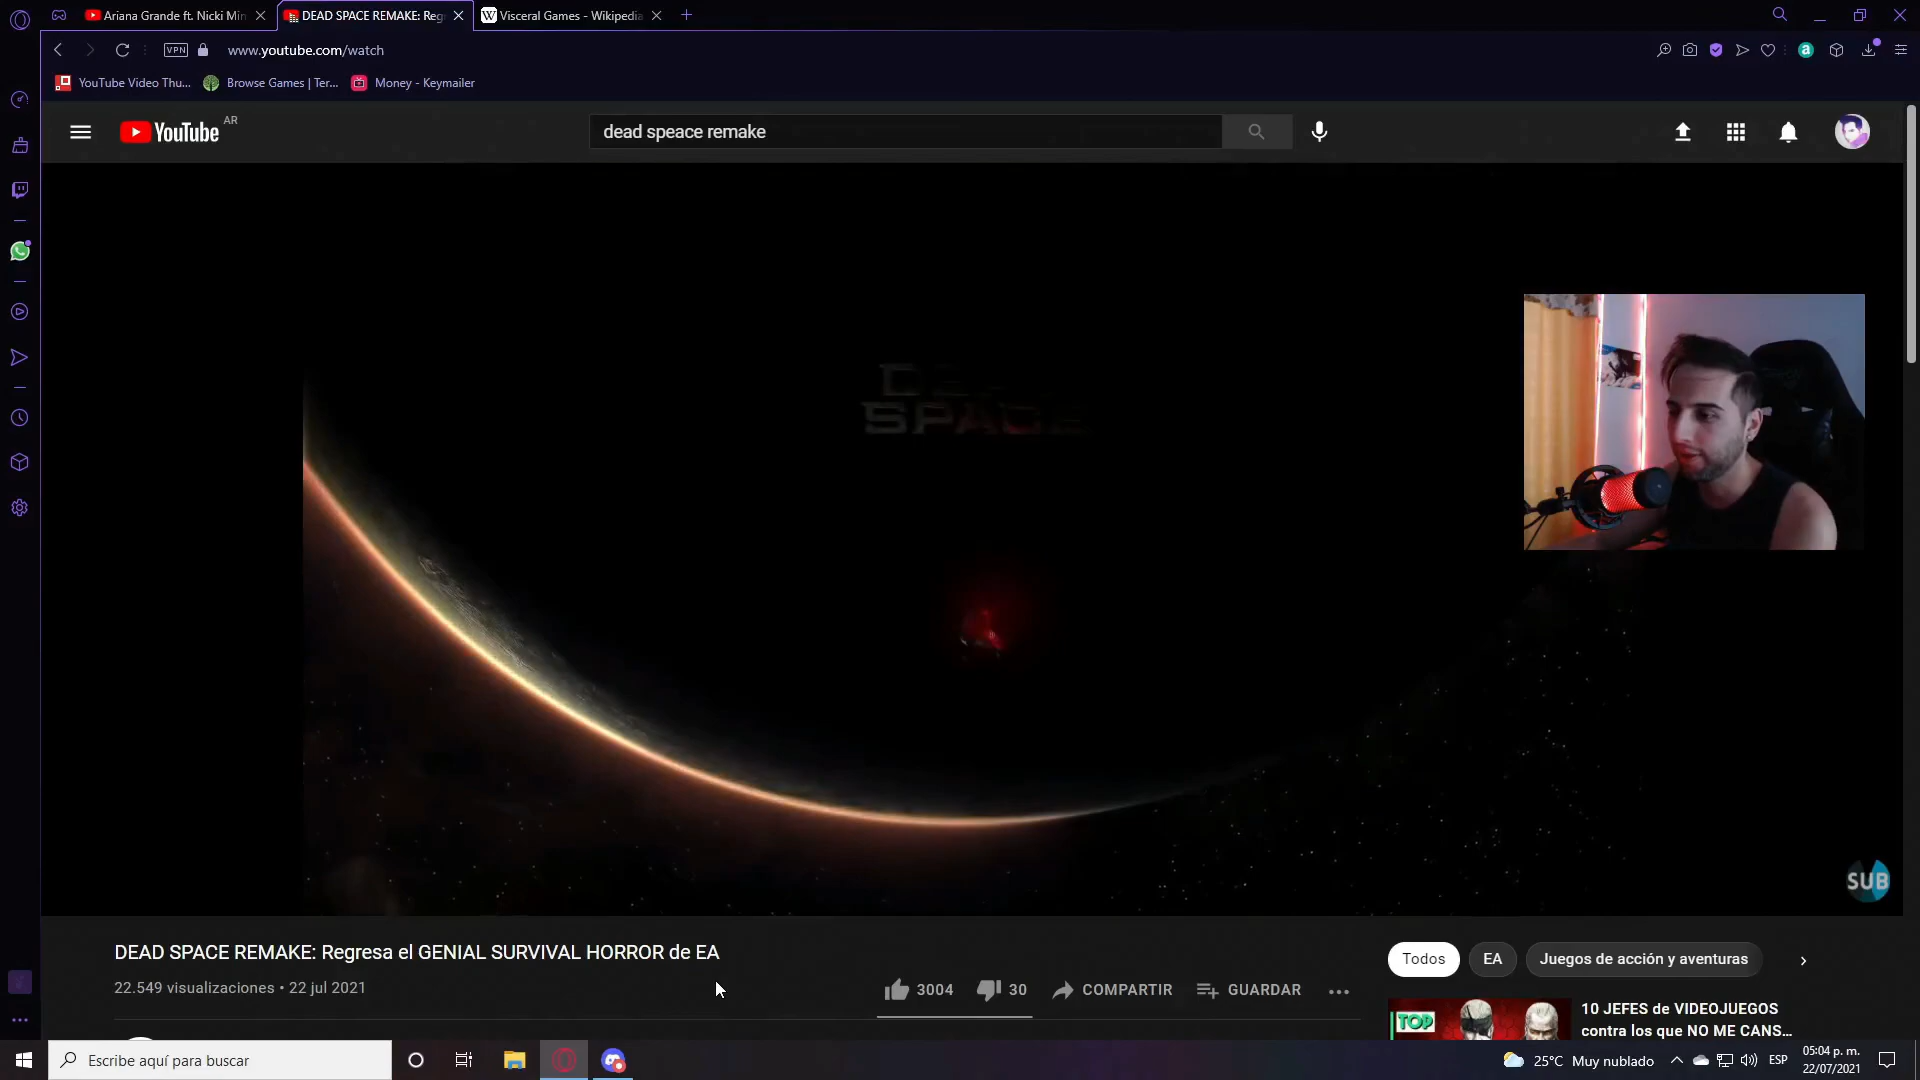 Ariana Grande ft. Nicki Min
DEAD SPACE REMAKE: Reg
Visceral Games - Wikipedia
VPN
www.youtube.com/watch
YouTube Video Thu...
Browse Games | Ter...
Money - Keymailer
YouTube
AR
dead speace remake
SPACE
SUB
DEAD SPACE REMAKE: Regresa el GENIAL SURVIVAL HORROR de EA
22.549 visualizaciones • 22 jul 2021
3004
30
COMPARTIR
GUARDAR
Todos
EA
Juegos de acción y aventuras
TOP
10 JEFES de VIDEOJUEGOS
contra los que NO ME CANS...
Escribe aquí para buscar
25°C Muy nublado
ESP
05:04 p. m.
22/07/2021